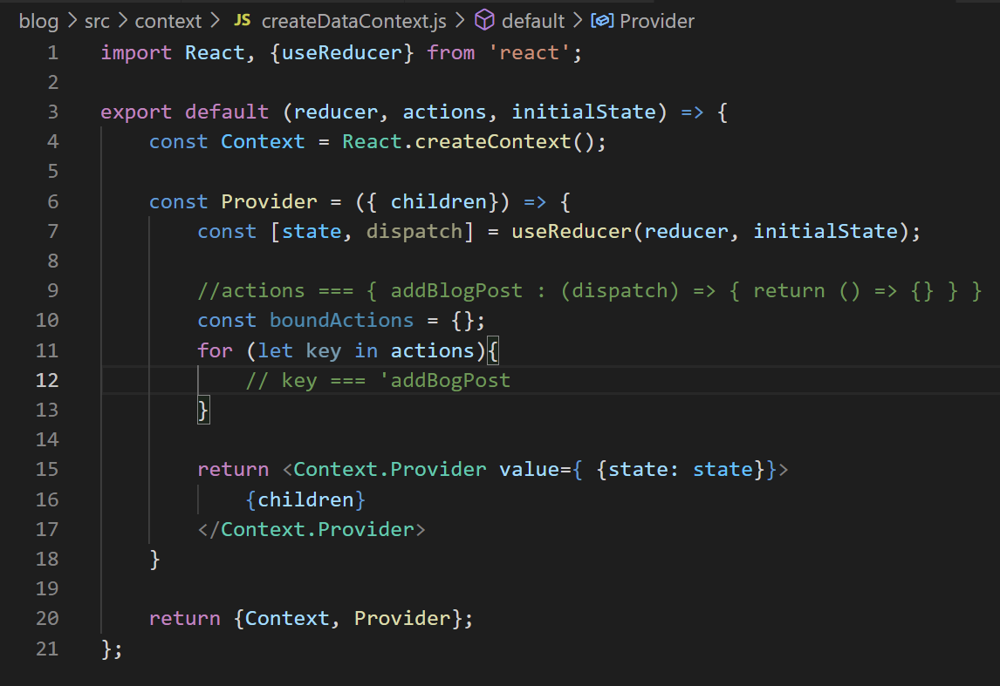 blog > src > context > JS createDataContext.js > default > Provider
1 import React, {useReducer} from 'react';
2
3 export default (reducer, actions, initialState) => {
4 const Context = React.createContext();
5
6 const Provider = ({ children}) => {
7 const [state, dispatch] = useReducer(reducer, initialState);
8
9 //actions === { addBlogPost : (dispatch) => { return () => {} } }
10 const boundActions = {};
11 for (let key in actions){
12 // key === 'addBogPost
13 }
14
15 return <Context.Provider value={ {state: state}}>
16 {children}
17 </Context.Provider>
18 }
19
20 return {Context, Provider};
21 };